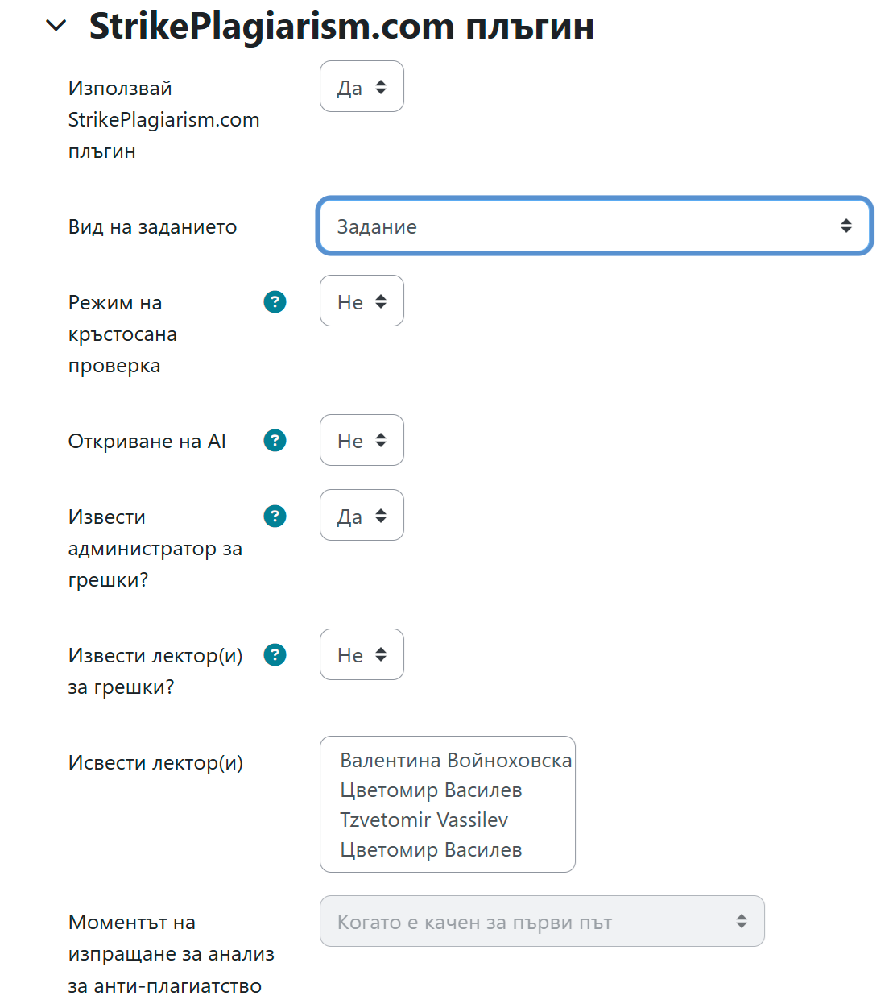 StrikePlagiarism.com плъгин
Използвай
StrikePlagiarism.com
плъгин
Да
Вид на заданието
Задание
Режим на
кръстосана
проверка
?
Не
Откриване на AI
?
Не
Извести
администратор за
грешки?
?
Да
Извести лектор(и)
за грешки?
?
Не
Исвести лектор(и)
Валентина Войноховска
Цветомир Василев
Tzvetomir Vassilev
Цветомир Василев
Моментът на
изпращане за анализ
за анти-плагиатство
Когато е качен за първи път